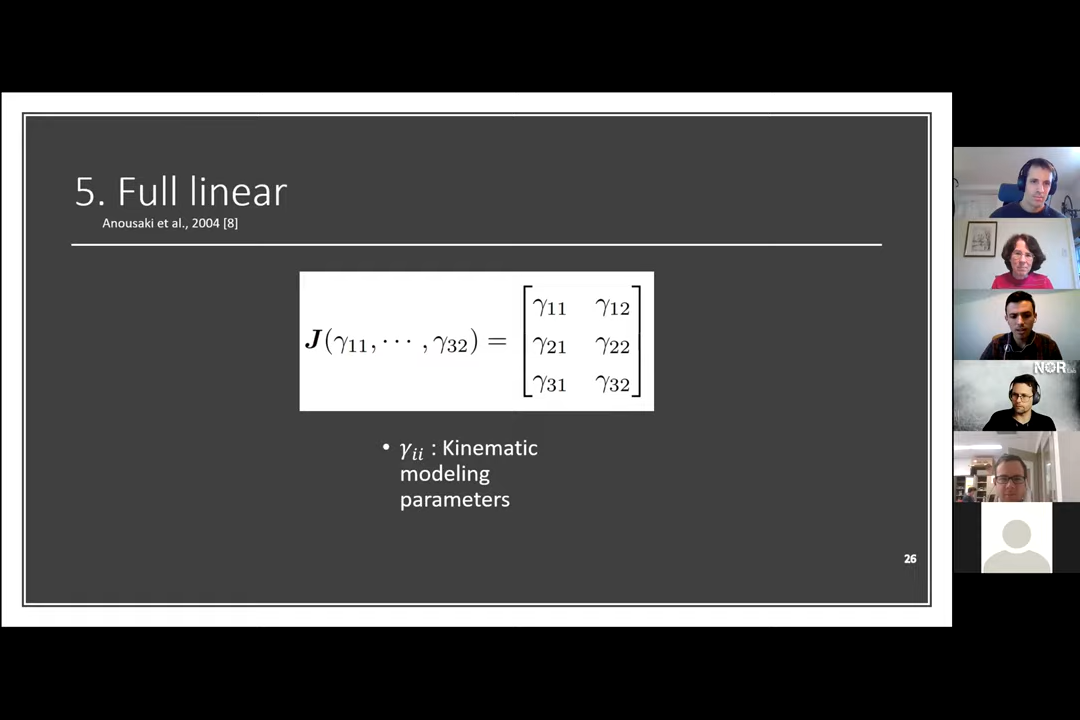 5. Full linear
Anousaki et al., 2004 [8]
J(γ₁₁, ⋯ , γ₃₂) = [γ₁₁ γ₁₂
γ₂₁ γ₂₂
γ₃₁ γ₃₂]
• γᵢᵢ : Kinematic
modeling
parameters
26
NOR